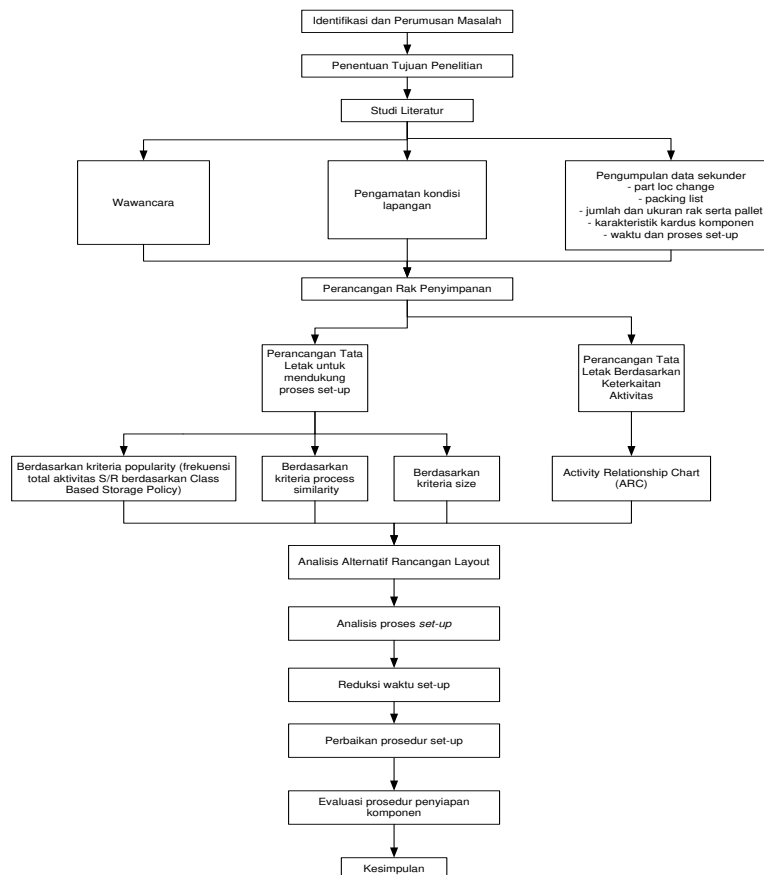 Identifikasi dan Perumusan Masalah
Penentuan Tujuan Penelitian
Studi Literatur
Wawancara
Pengamatan kondisi
lapangan
Pengumpulan data sekunder
- part loc change
- packing list
- jumlah dan ukuran rak serta pallet
- karakteristik kardus komponen
- waktu dan proses set-up
Perancangan Rak Penyimpanan
Perancangan Tata
Letak untuk
mendukung
proses set-up
Perancangan Tata
Letak Berdasarkan
Keterkaitan
Aktivitas
Berdasarkan kriteria popularity (frekuensi
total aktivitas S/R berdasarkan Class
Based Storage Policy)
Berdasarkan
kriteria process
similarity
Berdasarkan
kriteria size
Activity Relationship Chart
(ARC)
Analisis Alternatif Rancangan Layout
Analisis proses set-up
Reduksi waktu set-up
Perbaikan prosedur set-up
Evaluasi prosedur penyiapan
komponen
Kesimpulan